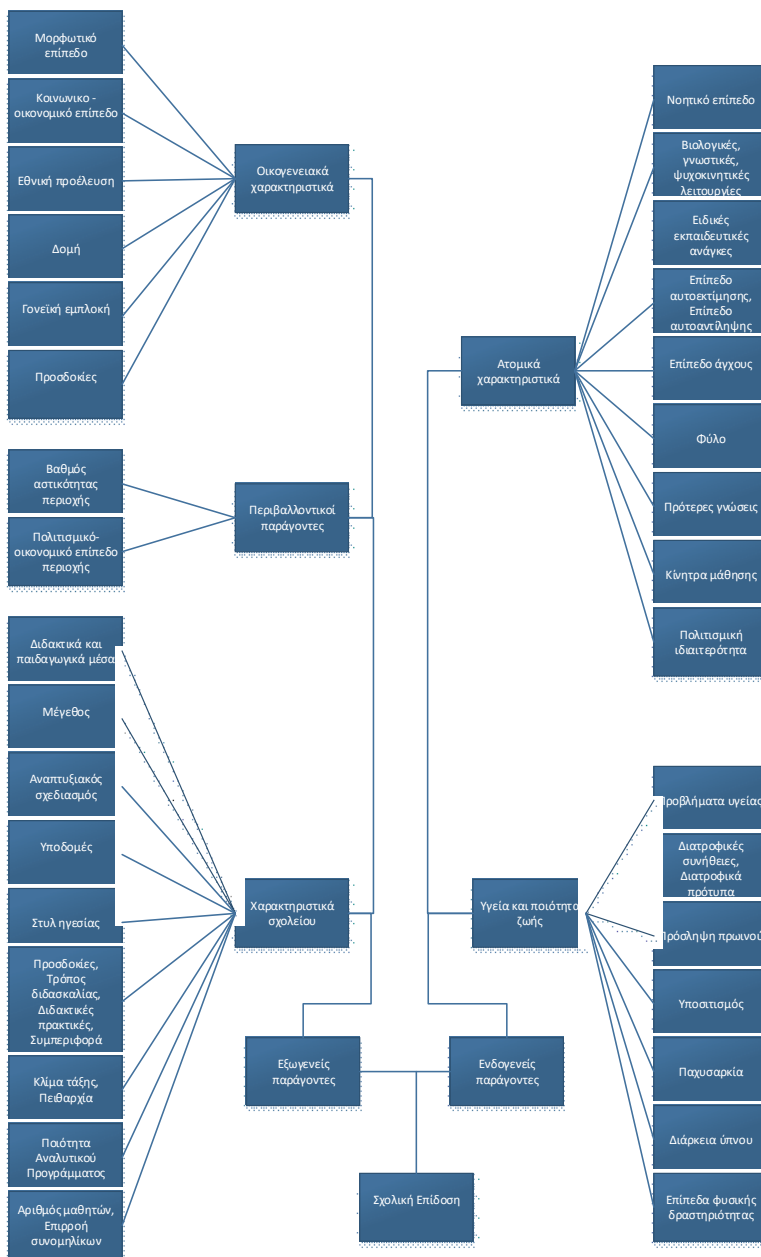 Μορφωτικό
επίπεδο
Κοινωνικο -
οικονομικό επίπεδο
Εθνική προέλευση
Δομή
Γονεϊκή εμπλοκή
Προσδοκίες
Οικογενειακά
χαρακτηριστικά
Βαθμός
αστικότητας
περιοχής
Πολιτισμικό-
οικονομικό επίπεδο
περιοχής
Περιβαλλοντικοί
παράγοντες
Διδακτικά και
παιδαγωγικά μέσα
Μέγεθος
Αναπτυξιακός
σχεδιασμός
Υποδομές
Στυλ ηγεσίας
Προσδοκίες,
Τρόπος
διδασκαλίας,
Διδακτικές
πρακτικές,
Συμπεριφορά
Κλίμα τάξης,
Πειθαρχία
Ποιότητα
Αναλυτικού
Προγράμματος
Αριθμός μαθητών,
Επιρροή
συνομηλίκων
Χαρακτηριστικά
σχολείου
Εξωγενείς
παράγοντες
Νοητικό επίπεδο
Βιολογικές,
γνωστικές,
ψυχοκινητικές
λειτουργίες
Ειδικές
εκπαιδευτικές
ανάγκες
Επίπεδο
αυτοεκτίμησης,
Επίπεδο
αυτοαντίληψης
Επίπεδο άγχους
Φύλο
Πρότερες γνώσεις
Κίνητρα μάθησης
Πολιτισμική
ιδιαιτερότητα
Ατομικά
χαρακτηριστικά
Προβλήματα υγείας
Διατροφικές
συνήθειες,
Διατροφικά
πρότυπα
Πρόσληψη πρωινού
Υποσιτισμός
Παχυσαρκία
Διάρκεια ύπνου
Επίπεδα φυσικής
δραστηριότητας
Υγεία και ποιότητα
ζωής
Ενδογενείς
παράγοντες
Σχολική Επίδοση